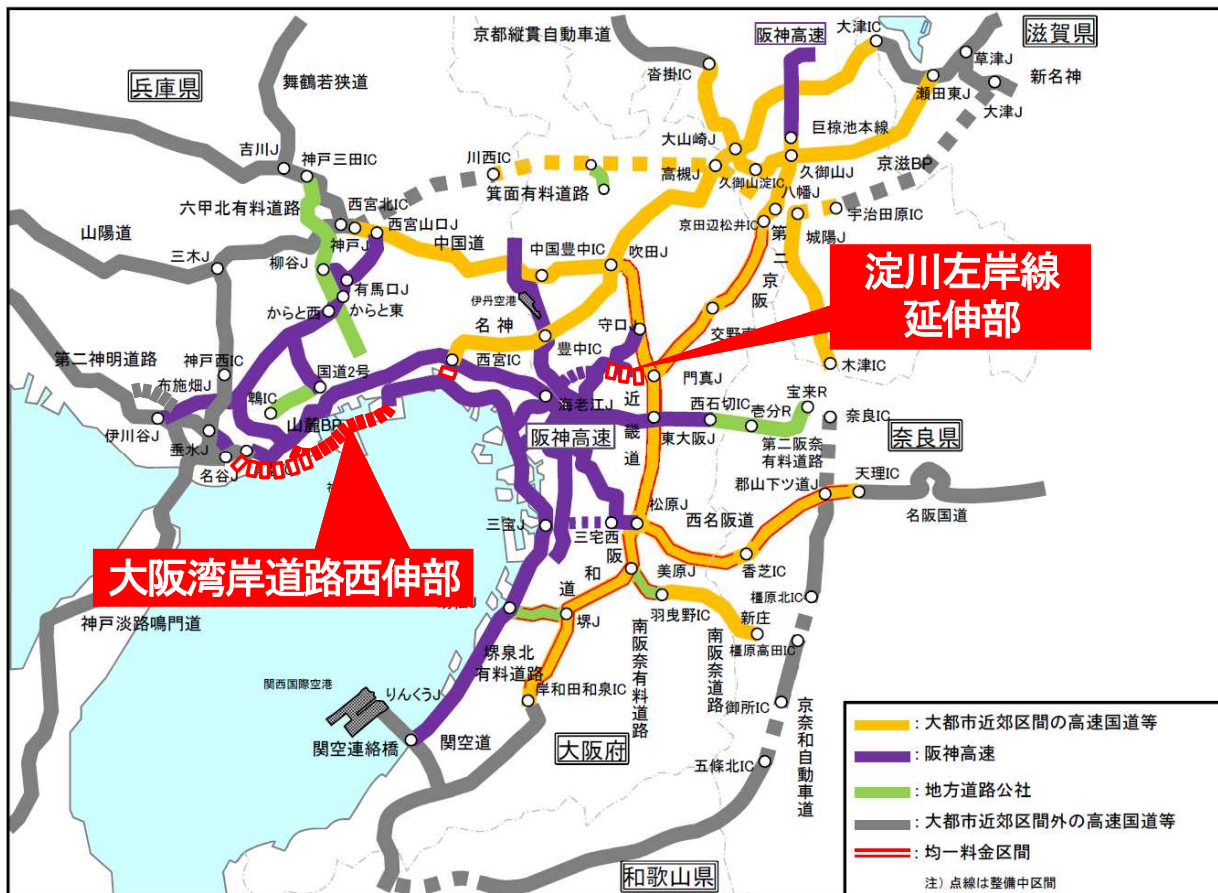 京都縦貫自動車道
阪神高速
大津IC
滋賀県
草津J
新名神
瀬田東J
大津J
沓掛IC
兵庫県
舞鶴若狭道
巨椋池本線
大山崎J
京滋BP
吉川J
神戸三田IC
川西IC
高槻J
久御山淀IC
久御山J
箕面有料道路
八幡J
宇治田原IC
六甲北有料道路
西宮北IC
京田辺松井IC
城陽J
山陽道
西宮山口J
神戸J
中国道
中国豊中IC
吹田J
第二京阪
三木J
柳谷J
有馬口J
からと西
からと東
伊丹空港
名神
守口J
淀川左岸線
延伸部
第二神明道路
神戸西IC
西宮IC
豊中IC
門真J
木津IC
布施畑J
国道2号
鵯IC
海老江J
近畿道
西石切IC
宝来R
壱分R
奈良IC
伊川谷J
山麓BP
阪神高速
東大阪J
第二阪奈
有料道路
奈良県
垂水J
名谷J
郡山下ツ道J
天理IC
松原J
三宝J
三宅西
西名阪道
名阪国道
大阪湾岸道路西伸部
阪和道
美原J
香芝IC
橿原北IC
羽曳野IC
新庄
神戸淡路鳴門道
堺J
橿原高田IC
堺泉北
有料道路
南阪奈有料道路
南阪奈道路
関西国際空港
りんくうJ
岸和田和泉IC
御所IC
京奈和自動車道
関空連絡橋
関空道
大阪府
五條北IC
和歌山県
：大都市近郊区間の高速国道等
：阪神高速
：地方道路公社
：大都市近郊区間外の高速国道等
：均一料金区間
注）点線は整備中区間